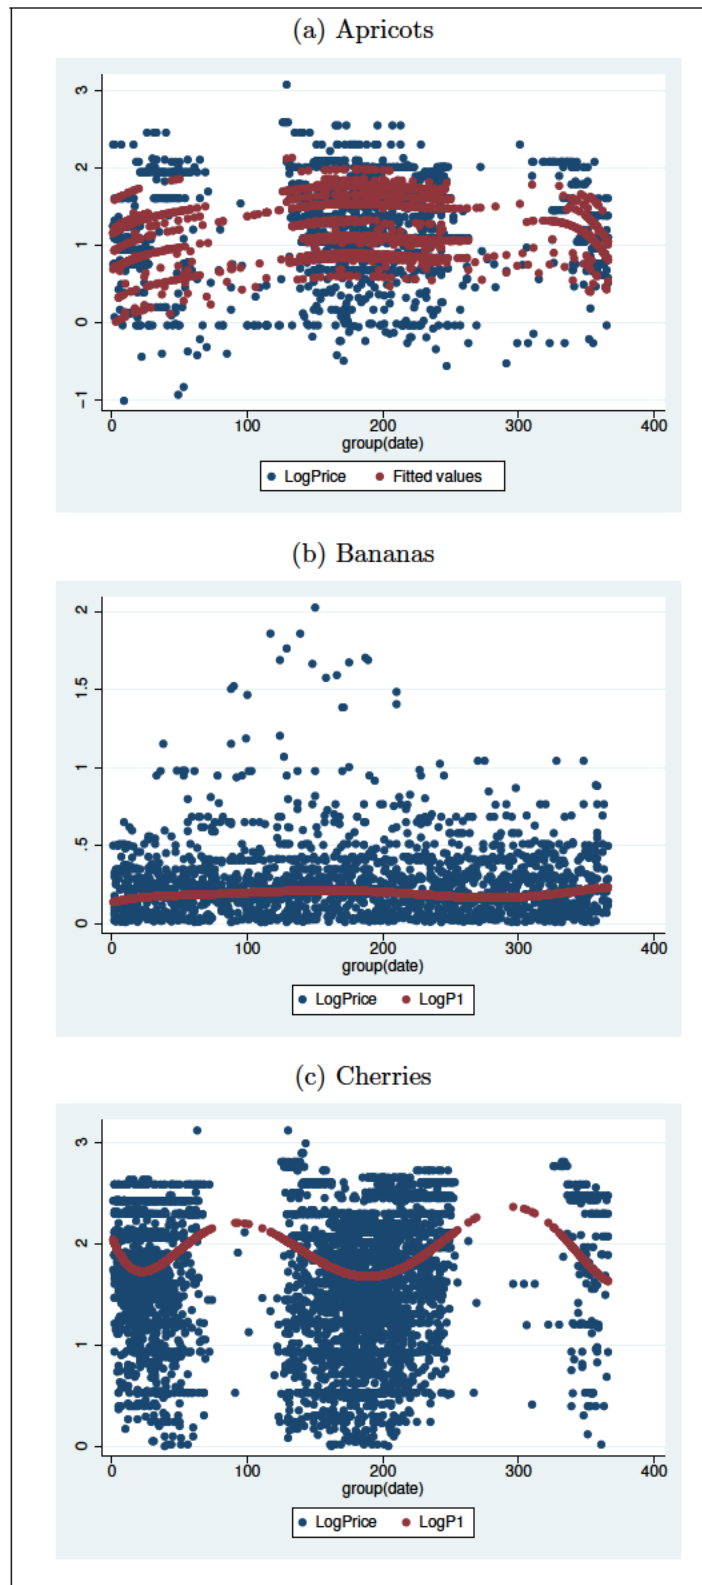 (a) Apricots
3
2
1
0
−1
0 100 200 300 400
group(date)
LogPrice Fitted values
(b) Bananas
2
1.5
1
.5
0
0 100 200 300 400
group(date)
LogPrice LogP1
(c) Cherries
3
2
1
0
0 100 200 300 400
group(date)
LogPrice LogP1